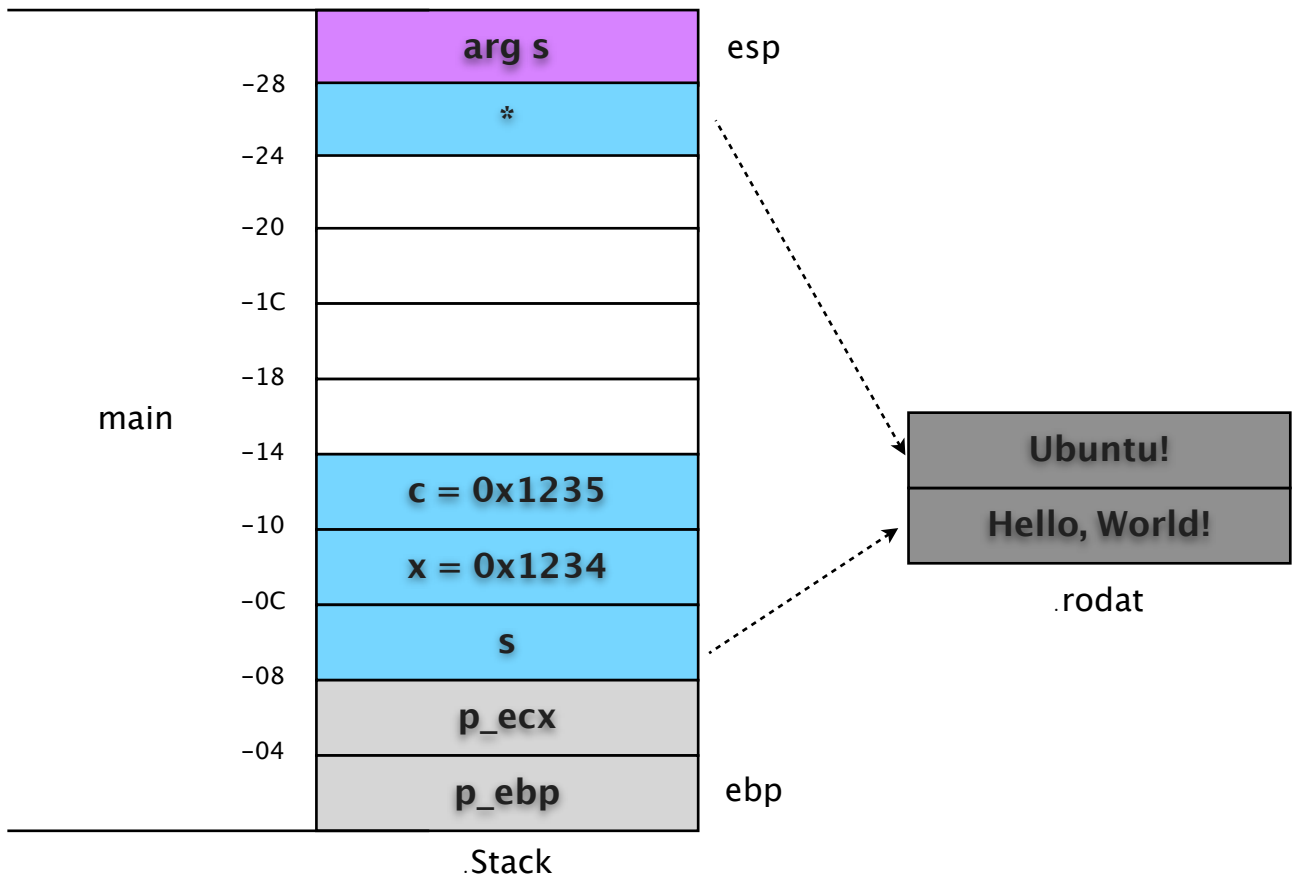 arg s
esp
-28
*
-24
-20
-1C
-18
main
-14
Ubuntu!
c = 0x1235
-10
Hello, World!
x = 0x1234
-0C
.rodat
s
-08
p_ecx
-04
p_ebp
ebp
.Stack